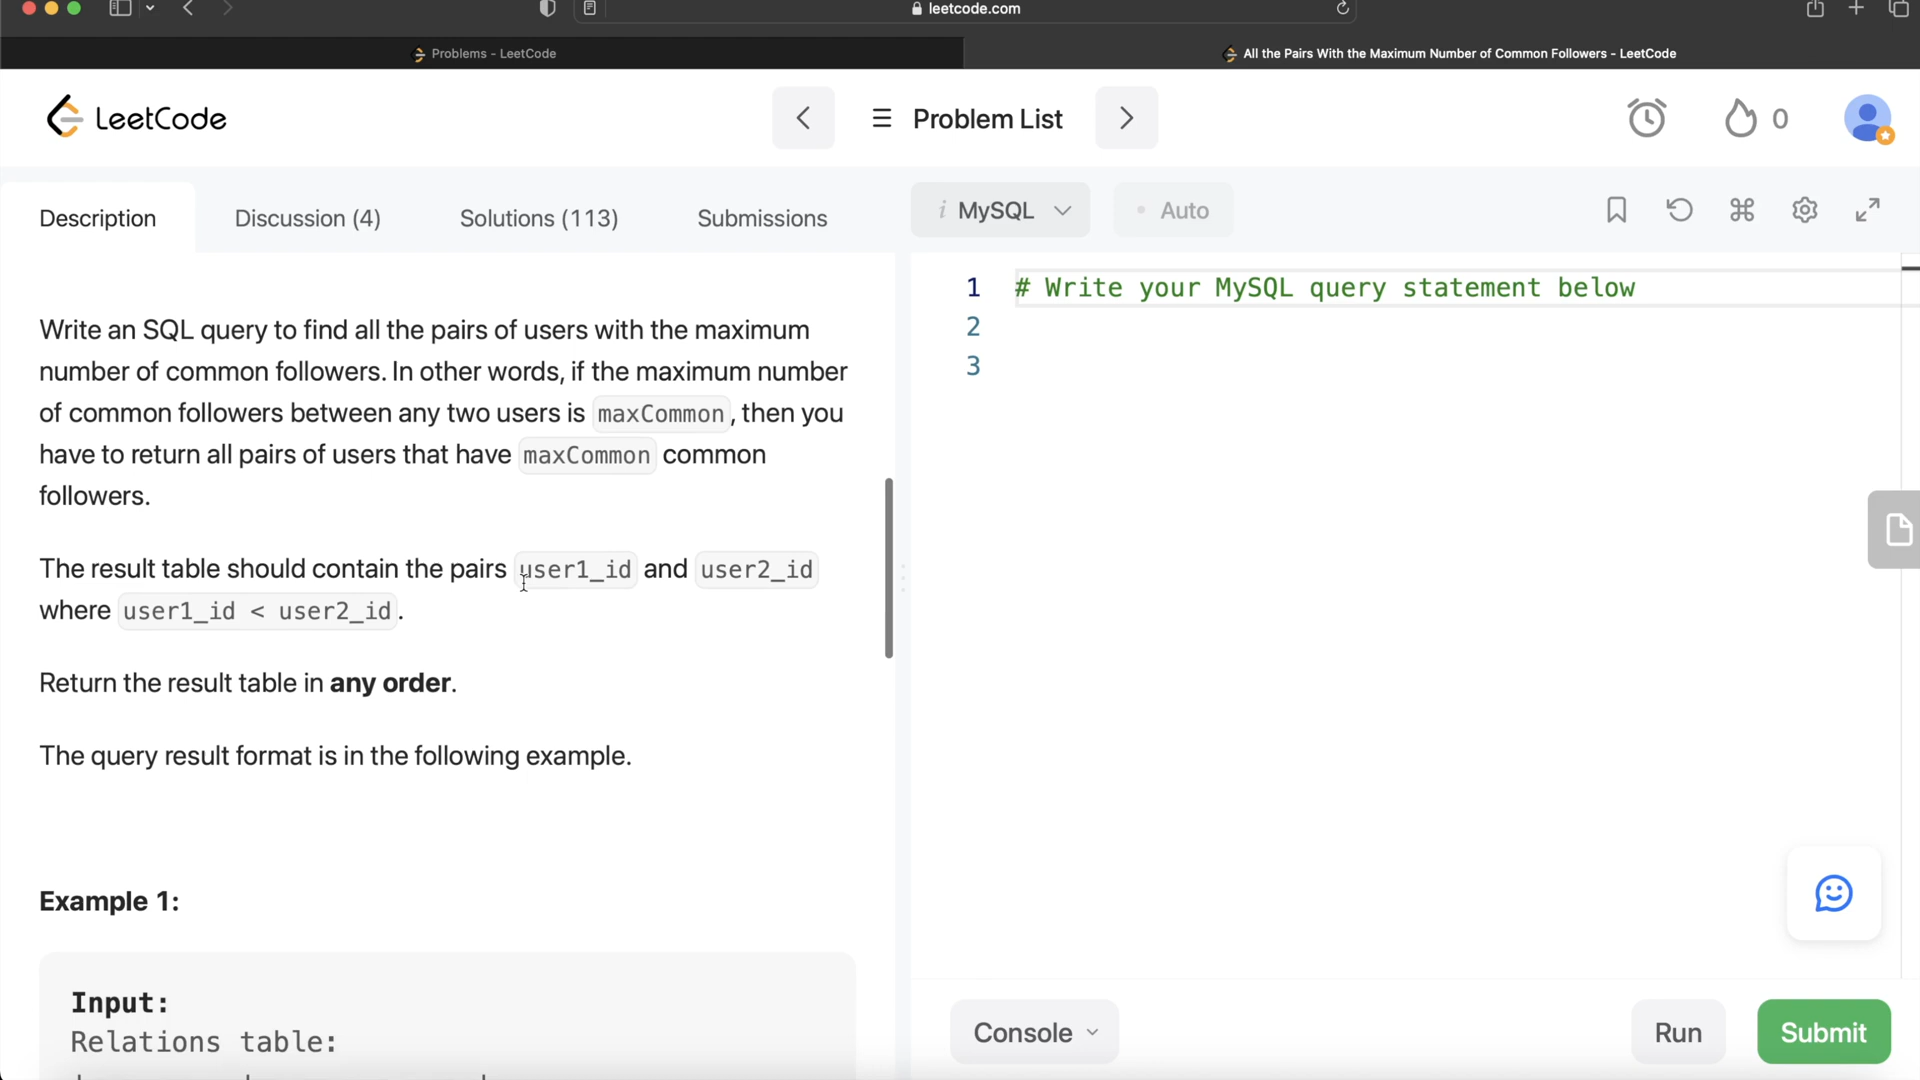 leetcode.com
Problems - LeetCode
All the Pairs With the Maximum Number of Common Followers - LeetCode
LeetCode
Problem List
0
Description
Discussion (4)
Solutions (113)
Submissions
i MySQL
Auto
Write an SQL query to find all the pairs of users with the maximum
number of common followers. In other words, if the maximum number
of common followers between any two users is maxCommon, then you
have to return all pairs of users that have maxCommon common
followers.
The result table should contain the pairs user1_id and user2_id
where user1_id < user2_id.
Return the result table in any order.
The query result format is in the following example.
Example 1:
Input:
Relations table:
1 # Write your MySQL query statement below
2
3
Console
Run
Submit